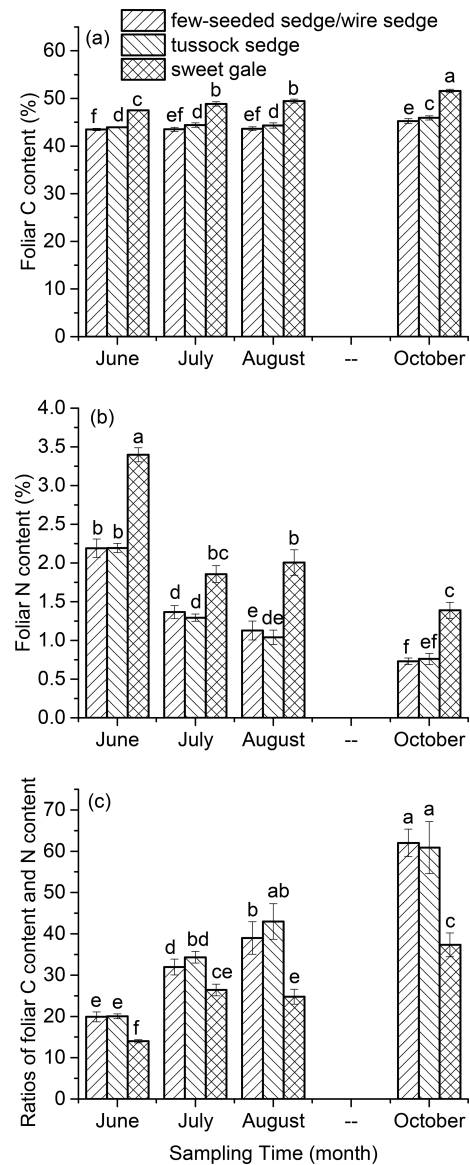 few-seeded sedge/wire sedge
tussock sedge
sweet gale
(a)
Foliar C content (%)
60
50
40
30
20
10
0
f d c ef d b ef d b e c a
June July August -- October
(b)
Foliar N content (%)
4.0
3.5
3.0
2.5
2.0
1.5
1.0
0.5
0.0
b b a d d bc e de b f ef c
June July August -- October
(c)
Ratios of foliar C content and N content
70
60
50
40
30
20
10
0
e e f d bd ce b ab e a a c
June July August -- October
Sampling Time (month)